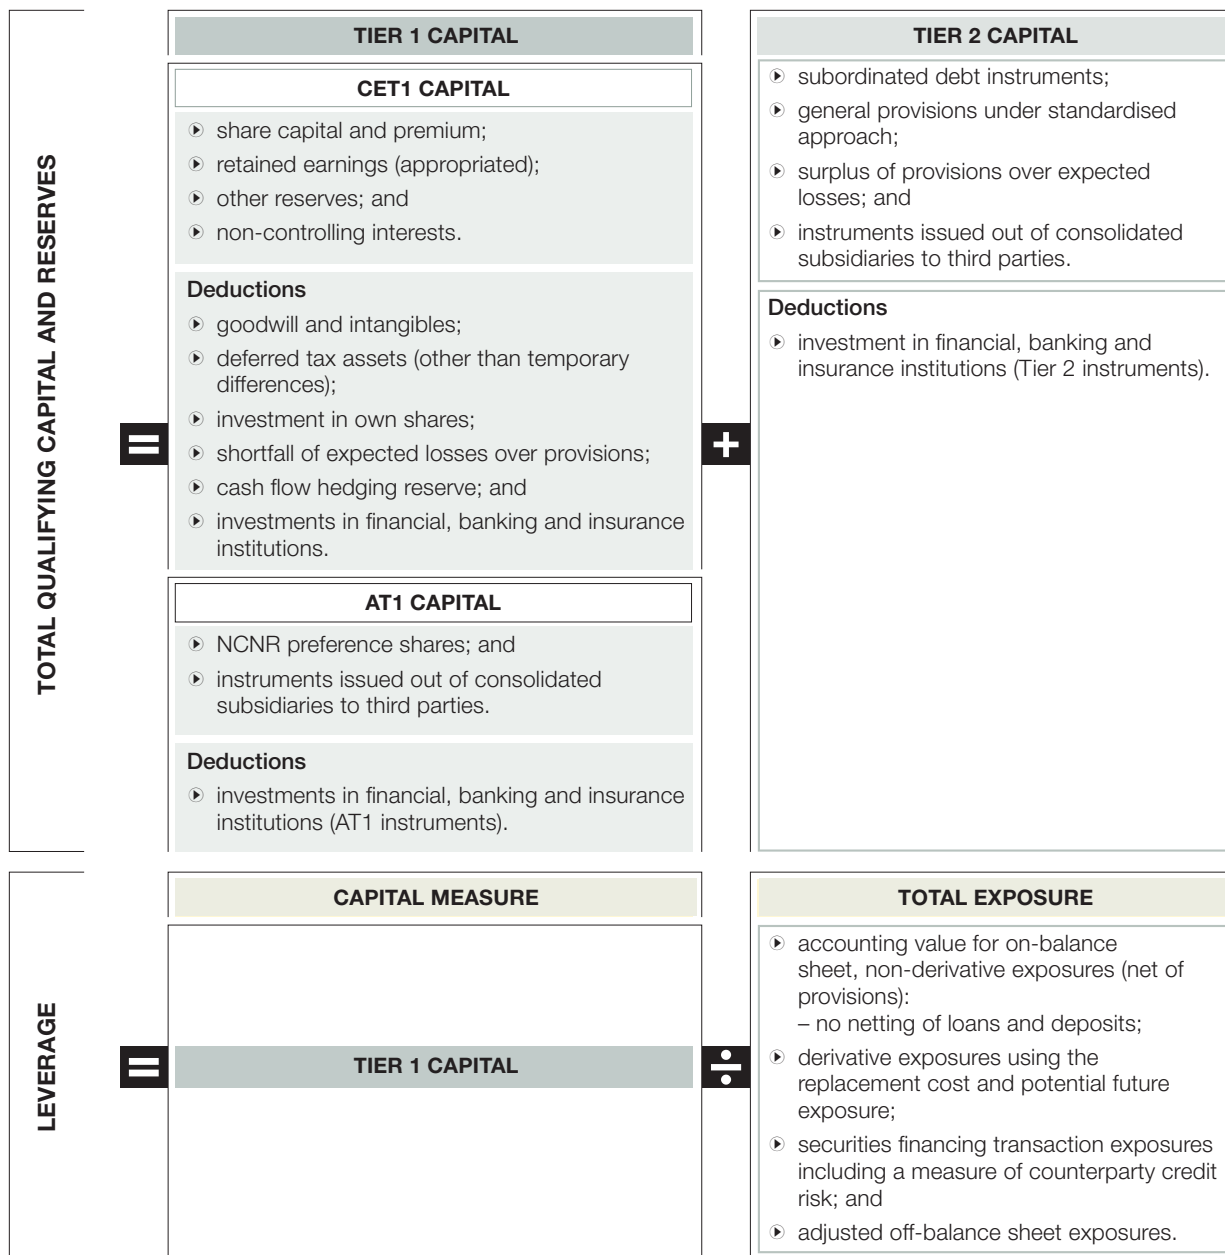 TOTAL QUALIFYING CAPITAL AND RESERVES
=
TIER 1 CAPITAL
CET1 CAPITAL
share capital and premium;
retained earnings (appropriated);
other reserves; and
non-controlling interests.
Deductions
goodwill and intangibles;
deferred tax assets (other than temporary
differences);
investment in own shares;
shortfall of expected losses over provisions;
cash flow hedging reserve; and
investments in financial, banking and insurance
institutions.
AT1 CAPITAL
NCNR preference shares; and
instruments issued out of consolidated
subsidiaries to third parties.
Deductions
investments in financial, banking and insurance
institutions (AT1 instruments).
+
TIER 2 CAPITAL
subordinated debt instruments;
general provisions under standardised
approach;
surplus of provisions over expected
losses; and
instruments issued out of consolidated
subsidiaries to third parties.
Deductions
investment in financial, banking and
insurance institutions (Tier 2 instruments).
LEVERAGE
=
CAPITAL MEASURE
TIER 1 CAPITAL
÷
TOTAL EXPOSURE
accounting value for on-balance
sheet, non-derivative exposures (net of
provisions):
– no netting of loans and deposits;
derivative exposures using the
replacement cost and potential future
exposure;
securities financing transaction exposures
including a measure of counterparty credit
risk; and
adjusted off-balance sheet exposures.